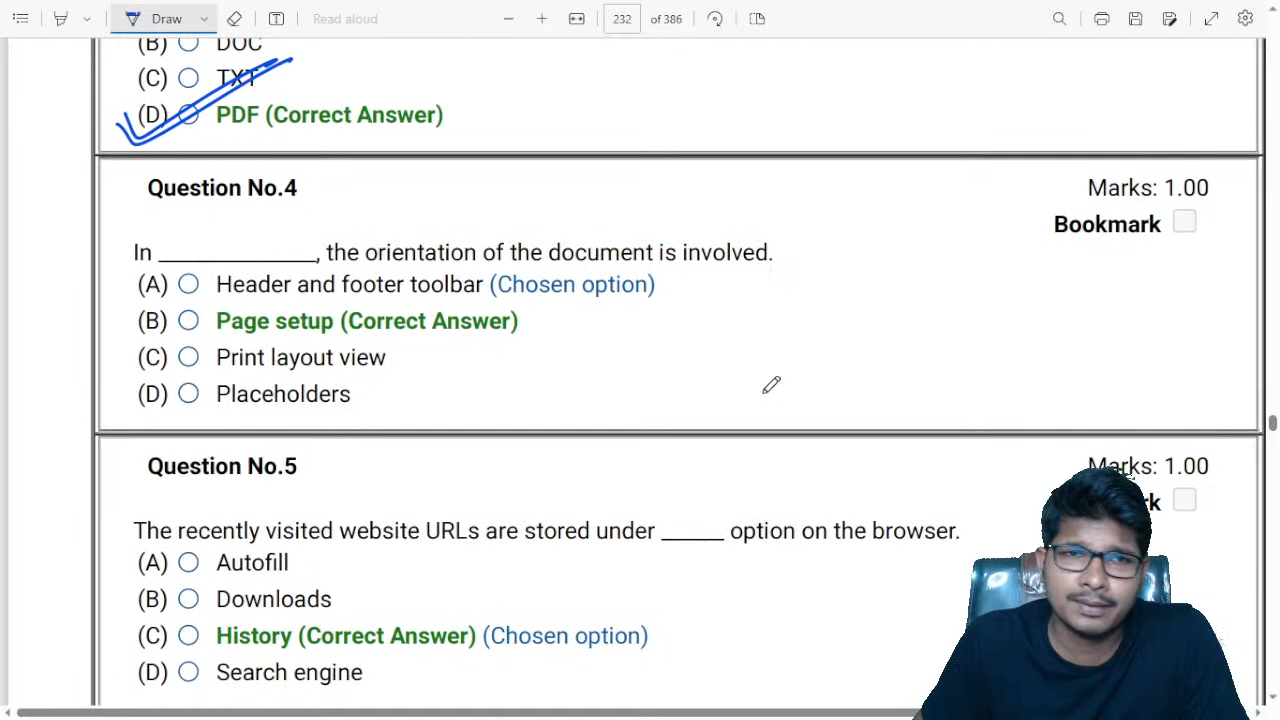 Draw
Read aloud
232 of 386
(B) DOC
(C) TXT
(D) PDF (Correct Answer)
Question No.4
Marks: 1.00
Bookmark
In _____________, the orientation of the document is involved.
(A) Header and footer toolbar (Chosen option)
(B) Page setup (Correct Answer)
(C) Print layout view
(D) Placeholders
Question No.5
Marks: 1.00
The recently visited website URLs are stored under _____ option on the browser.
(A) Autofill
(B) Downloads
(C) History (Correct Answer) (Chosen option)
(D) Search engine